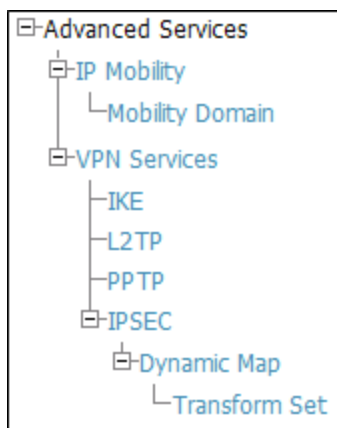 Advanced Services
IP Mobility
Mobility Domain
VPN Services
IKE
L2TP
PPTP
IPSEC
Dynamic Map
Transform Set